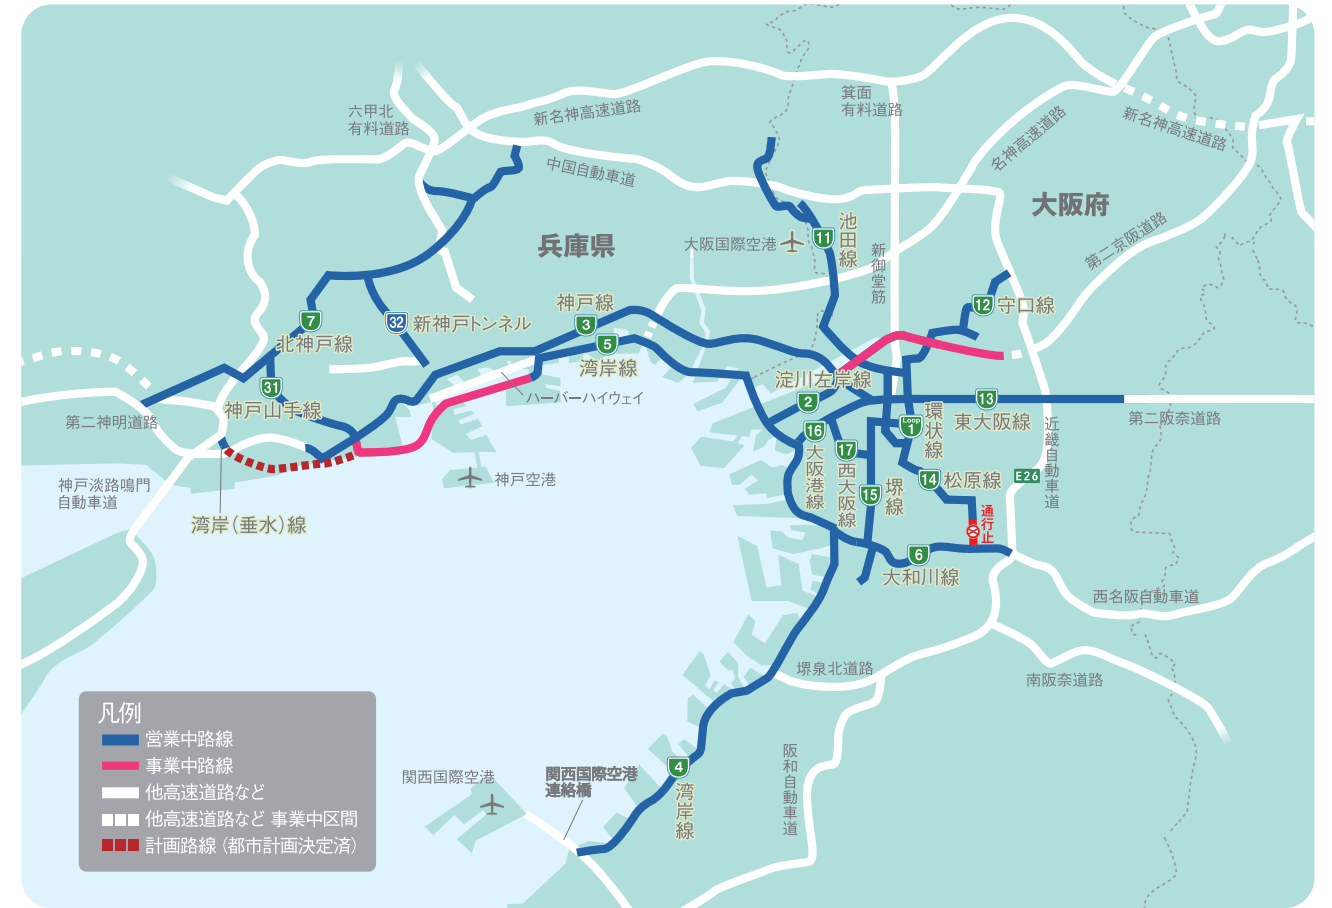 六甲北
有料道路
新名神高速道路
箕面
有料道路
名神高速道路
新名神高速道路
中国自動車道
大阪府
兵庫県
大阪国際空港
11
池田線
新御堂筋
第二京阪道路
神戸線
3
12
守口線
7
32
新神戸トンネル
5
北神戸線
湾岸線
淀川左岸線
31
ハーバーハイウェイ
2
13
神戸山手線
環状線
Loop
1
東大阪線
第二阪奈道路
第二神明道路
16
17
近畿自動車道
大阪港線
西大阪線
14
松原線
E26
神戸淡路鳴門
自動車道
神戸空港
15
堺線
通行止
湾岸(垂水)線
6
大和川線
西名阪自動車道
堺泉北道路
南阪奈道路
凡例
営業中路線
事業中路線
他高速道路など
他高速道路など 事業中区間
計画路線(都市計画決定済)
阪和自動車道
4
湾岸線
関西国際空港
関西国際空港
連絡橋